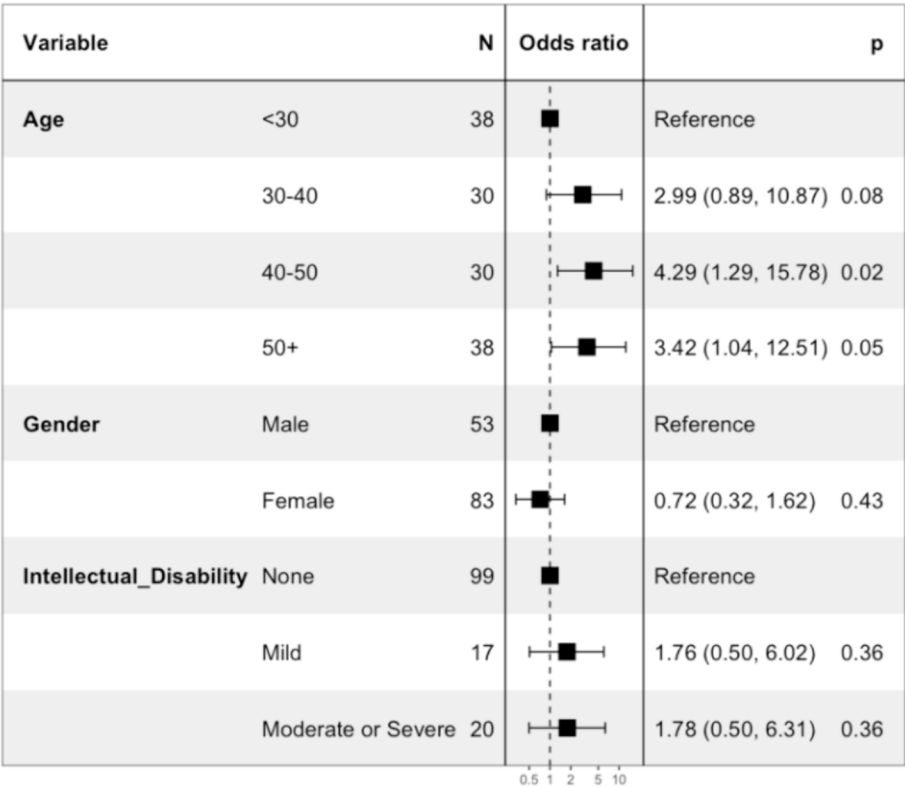 Variable N Odds ratio p
Age <30 38 Reference
30-40 30 2.99 (0.89, 10.87) 0.08
40-50 30 4.29 (1.29, 15.78) 0.02
50+ 38 3.42 (1.04, 12.51) 0.05
Gender Male 53 Reference
Female 83 0.72 (0.32, 1.62) 0.43
Intellectual_Disability None 99 Reference
Mild 17 1.76 (0.50, 6.02) 0.36
Moderate or Severe 20 1.78 (0.50, 6.31) 0.36
0.5 1 2 5 10